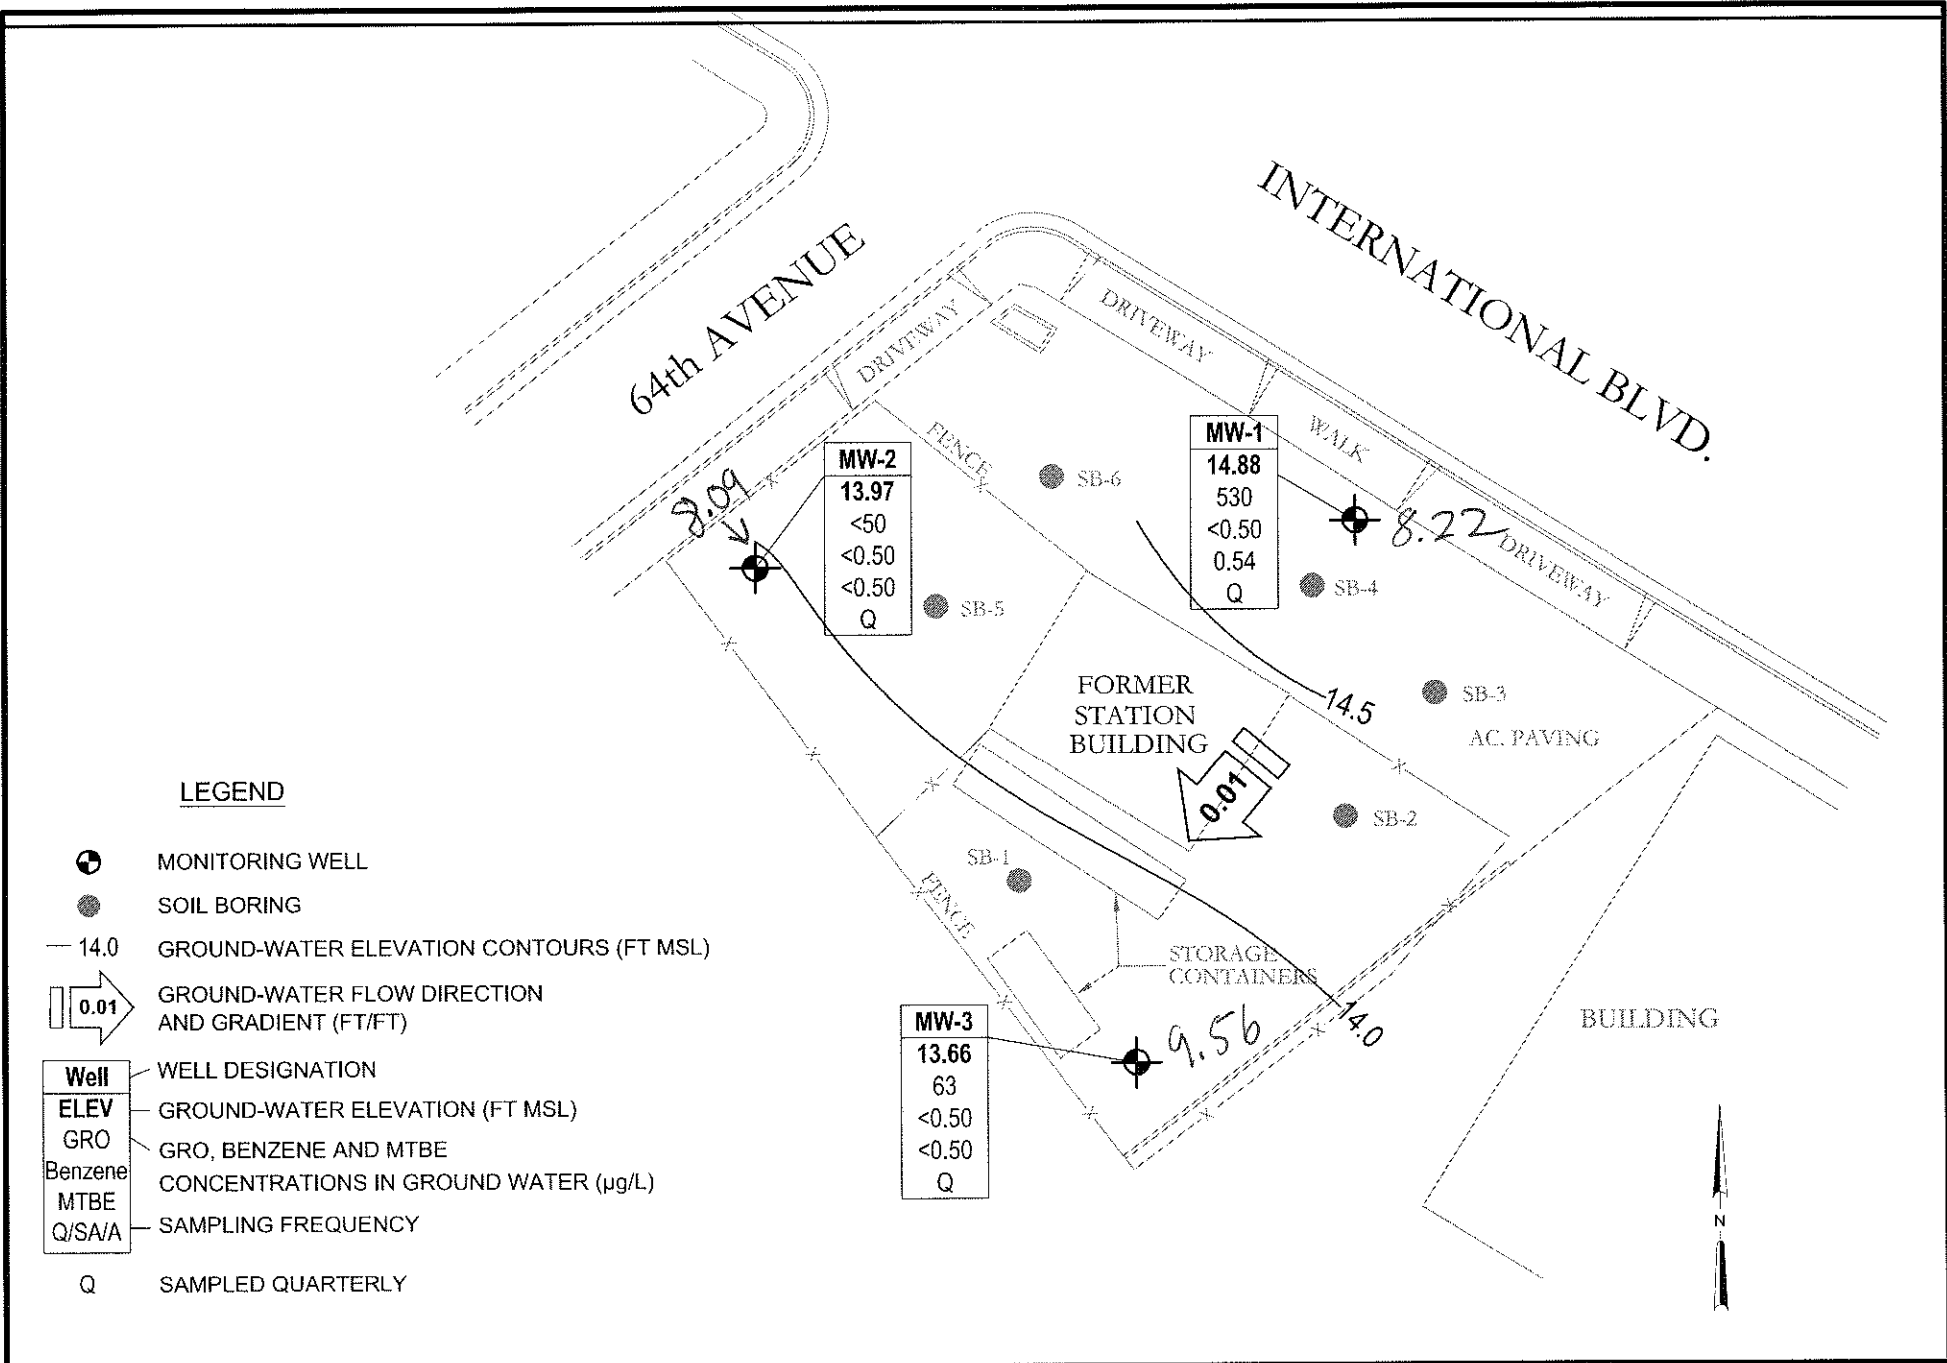 INTERNATIONAL BLVD.
64th AVENUE
DRIVEWAY
DRIVEWAY
WALK
DRIVEWAY
FENCE
MW-1
14.88
530
<0.50
0.54
Q
8.22
MW-2
13.97
<50
<0.50
<0.50
Q
8.09
SB-6
SB-4
SB-5
SB-3
AC. PAVING
FORMER
STATION
BUILDING
14.5
0.01
SB-2
SB-1
FENCE
STORAGE
CONTAINERS
14.0
BUILDING
MW-3
13.66
63
<0.50
<0.50
Q
9.56
N
LEGEND
MONITORING WELL
SOIL BORING
14.0 GROUND-WATER ELEVATION CONTOURS (FT MSL)
0.01 GROUND-WATER FLOW DIRECTION
AND GRADIENT (FT/FT)
Well WELL DESIGNATION
ELEV GROUND-WATER ELEVATION (FT MSL)
GRO GRO, BENZENE AND MTBE
Benzene CONCENTRATIONS IN GROUND WATER (µg/L)
MTBE
Q/SA/A SAMPLING FREQUENCY
Q SAMPLED QUARTERLY